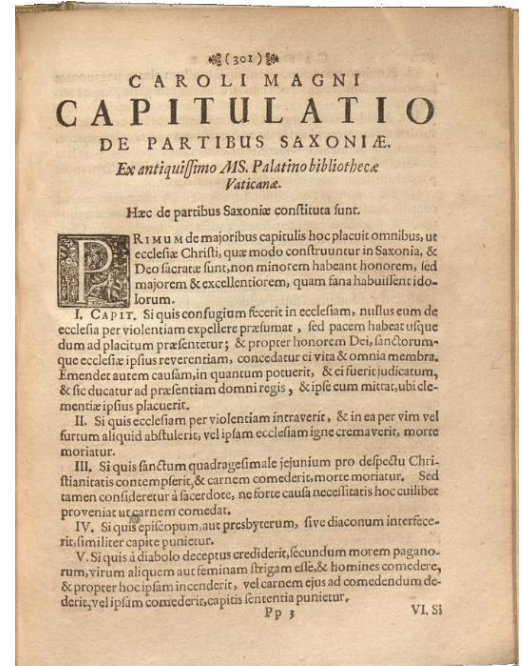 (301)
CAROLI MAGNI
CAPITULATIO
DE PARTIBUS SAXONIÆ.
Ex antiquissimo MS. Palatino bibliothecæ
Vaticanæ.
Hæc de partibus Saxoniæ constituta sunt.
PRIMUM de majoribus capitulis hoc placuit omnibus, ut
ecclesiæ Christi, quæ modo construuntur in Saxonia, &
Deo sacratæ sunt, non minorem habeant honorem, sed
majorem & excellentiorem, quam fana habuissent ido-
lorum.
I. CAPIT. Si quis confugium fecerit in ecclesiam, nullus eum de
ecclesia per violentiam expellere præsumat, sed pacem habeat usque
dum ad placitum præsentetur; & propter honorem Dei, sanctorum-
que ecclesiæ ipsius reverentiam, concedatur ei vita & omnia membra.
Emendet autem causam, in quantum potuerit, & ei fuerit judicatum,
& sic ducatur ad præsentiam domni regis, & ipse eum mittat, ubi cle-
mentiæ ipsius placuerit.
II. Si quis ecclesiam per violentiam intraverit, & in ea per vim vel
furtum aliquid abstulerit, vel ipsam ecclesiam igne cremaverit, morte
moriatur.
III. Si quis sanctum quadragesimale jejunium pro despectu Chri-
stianitatis contempserit, & carnem comederit, morte moriatur. Sed
tamen consideretur à sacerdote, ne forte causa necessitatis hoc cuilibet
proveniat ut carnem comedat.
IV. Si quis episcopum, aut presbyterum, sive diaconum interfece-
rit, similiter capite punietur.
V. Si quis à diabolo deceptus crediderit, secundum morem pagano-
rum, virum aliquem aut feminam strigam esse, & homines comedere,
& propter hoc ipsam incenderit, vel carnem ejus ad comedendum de-
derit, vel ipsam comederit, capitis sententia punietur.
Pp 3 VI. Si